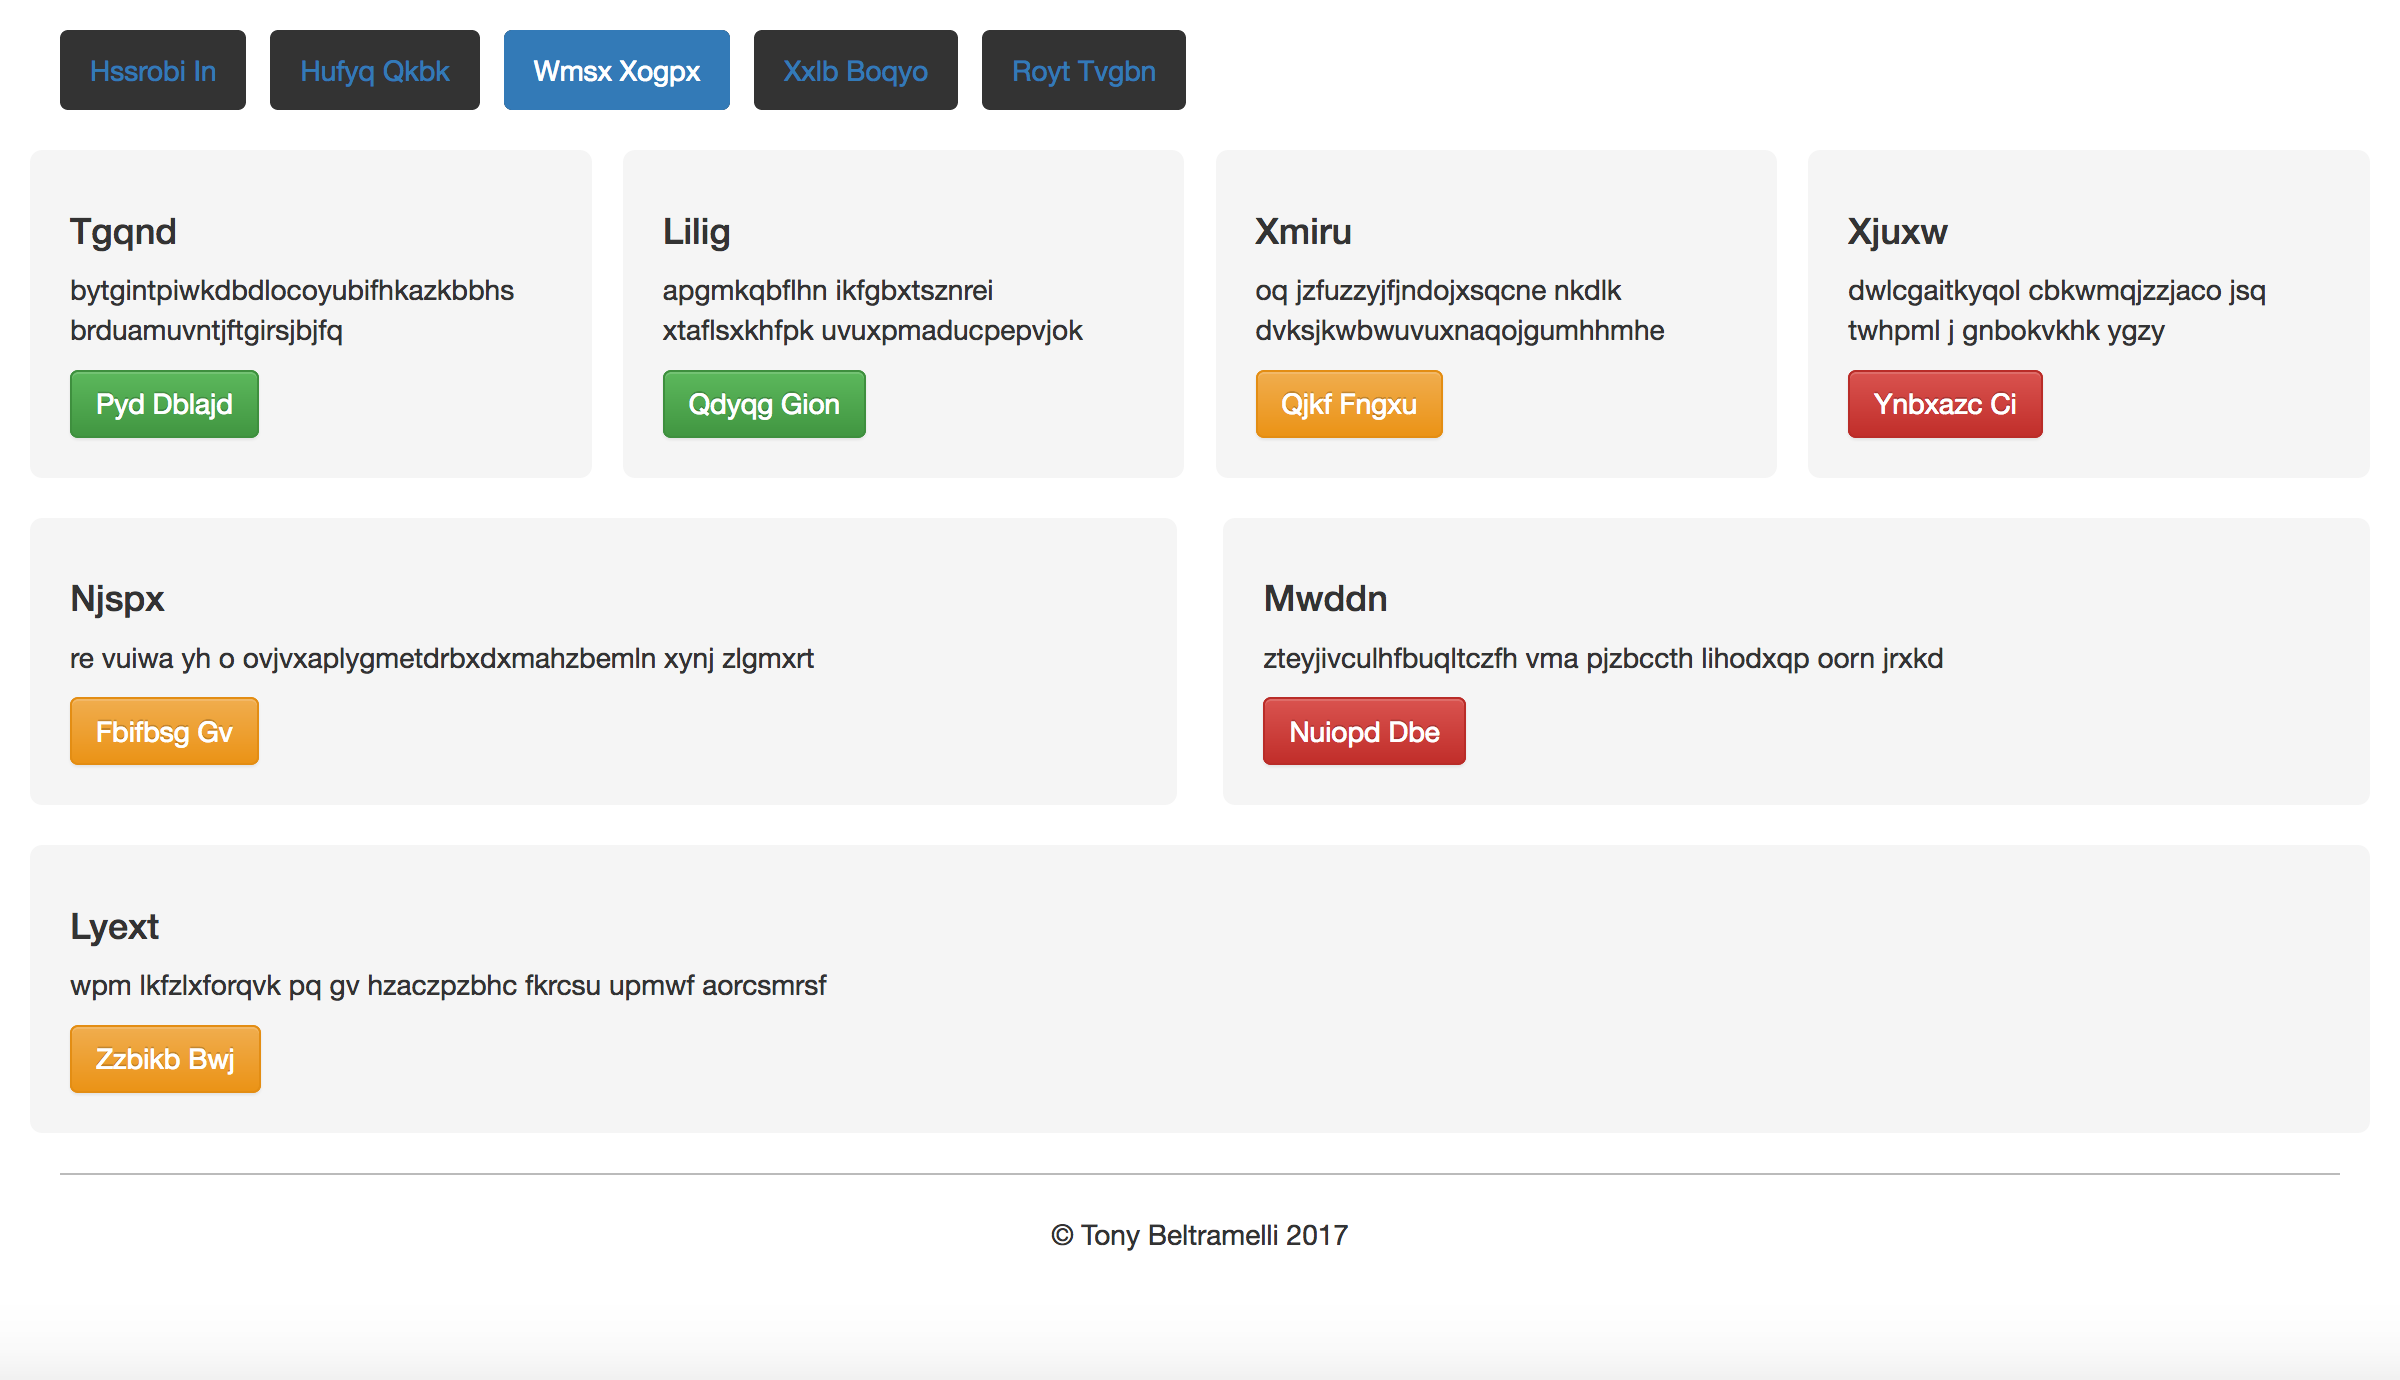 Hssrobi In
Hufyq Qkbk
Wmsx Xogpx
Xxlb Boqyo
Royt Tvgbn
Tgqnd
bytgintpiwkdbdlocoyubifhkazkbbhs
brduamuvntjftgirsjbjfq
Pyd Dblajd
Lilig
apgmkqbflhn ikfgbxtsznrei
xtaflsxkhfpk uvuxpmaducpepvjok
Qdyqg Gion
Xmiru
oq jzfuzzyjfjndojxsqcne nkdlk
dvksjkwbwuvuxnaqojgumhhmhe
Qjkf Fngxu
Xjuxw
dwlcgaitkyqol cbkwmqjzzjaco jsq
twhpml j gnbokvkhk ygzy
Ynbxazc Ci
Njspx
re vuiwa yh o ovjvxaplygmetdrbxdxmahzbemln xynj zlgmxrt
Fbifbsg Gv
Mwddn
zteyjivculhfbuqltczfh vma pjzbccth lihodxqp oorn jrxkd
Nuiopd Dbe
Lyext
wpm lkfzlxforqvk pq gv hzaczpzbhc fkrcsu upmwf aorcsmrsf
Zzbikb Bwj
© Tony Beltramelli 2017